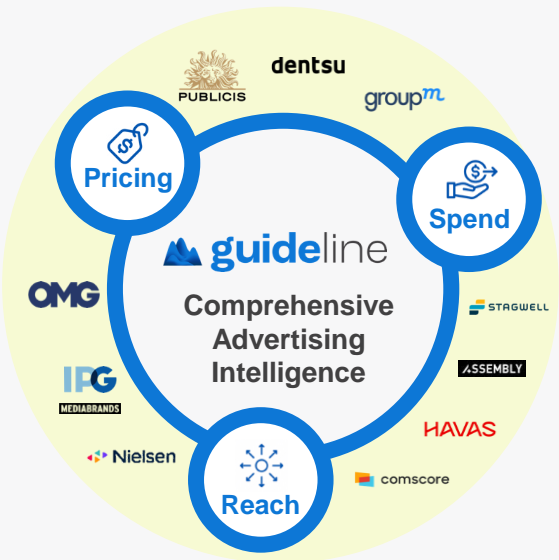 PUBLICIS
dentsu
groupm
Pricing
Spend
guideline
Comprehensive
Advertising
Intelligence
OMG
STAGWELL
IPG
MEDIABRANDS
ASSEMBLY
HAVAS
Nielsen
comscore
Reach